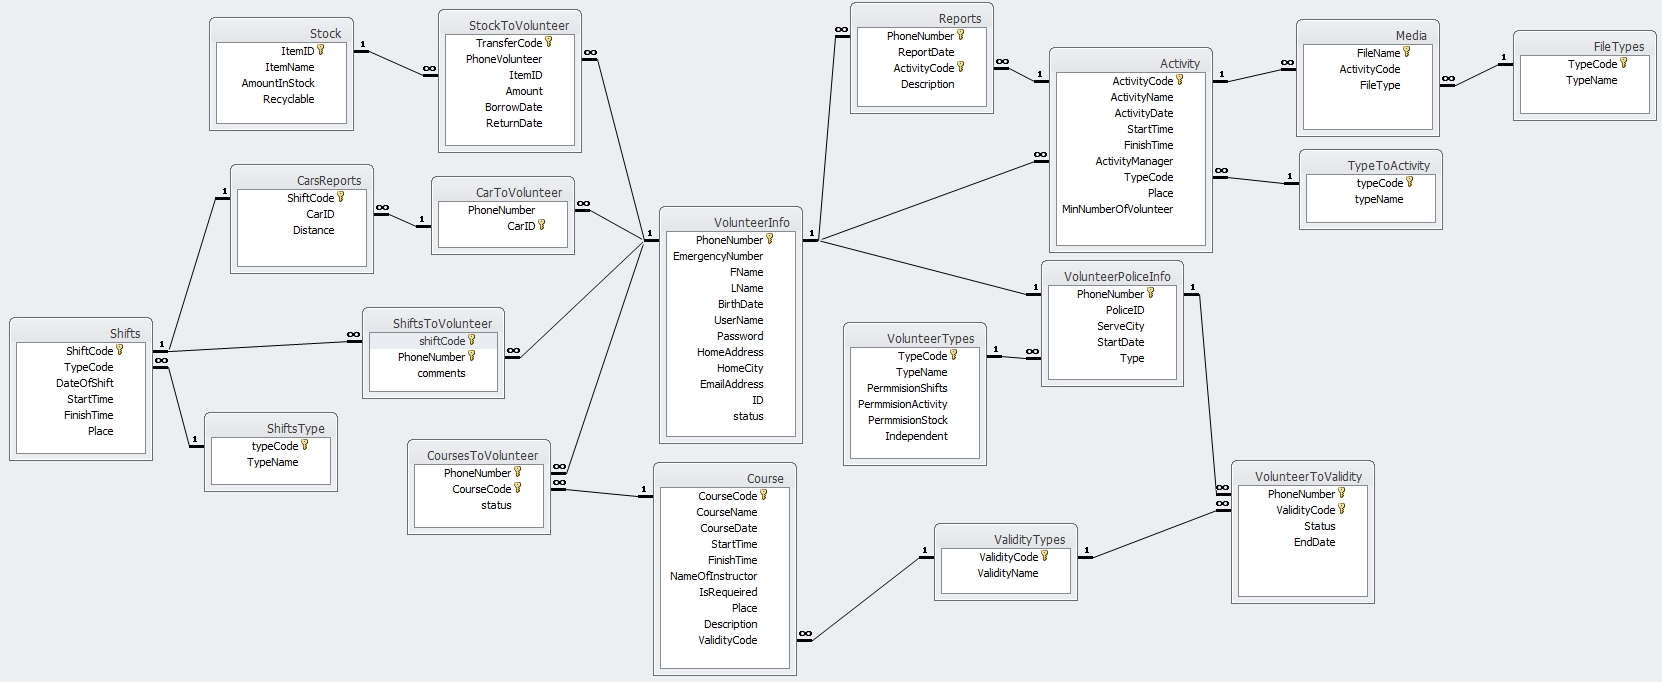 Stock
ItemID
ItemName
AmountInStock
Recyclable
1
∞
StockToVolunteer
TransferCode
PhoneVolunteer
ItemID
Amount
BorrowDate
ReturnDate
∞
Reports
PhoneNumber
ReportDate
ActivityCode
Description
∞
∞
1
Activity
ActivityCode
ActivityName
ActivityDate
StartTime
FinishTime
ActivityManager
TypeCode
Place
MinNumberOfVolunteer
∞
1
∞
∞
1
Media
FileName
ActivityCode
FileType
∞
1
FileTypes
TypeCode
TypeName
TypeToActivity
typeCode
typeName
CarsReports
ShiftCode
CarID
Distance
1
∞
1
CarToVolunteer
PhoneNumber
CarID
∞
VolunteerInfo
PhoneNumber
EmergencyNumber
FName
LName
BirthDate
UserName
Password
HomeAddress
HomeCity
EmailAddress
ID
status
1
1
1
VolunteerPoliceInfo
PhoneNumber
PoliceID
ServeCity
StartDate
Type
1
∞
VolunteerTypes
TypeCode
TypeName
PermmisionShifts
PermmisionActivity
PermmisionStock
Independent
1
Shifts
ShiftCode
TypeCode
DateOfShift
StartTime
FinishTime
Place
1
∞
∞
ShiftsToVolunteer
shiftCode
PhoneNumber
comments
∞
1
ShiftsType
typeCode
TypeName
CoursesToVolunteer
PhoneNumber
CourseCode
status
∞
∞
1
Course
CourseCode
CourseName
CourseDate
StartTime
FinishTime
NameOfInstructor
IsRequeired
Place
Description
ValidityCode
∞
1
ValidityTypes
ValidityCode
ValidityName
1
∞
∞
VolunteerToValidity
PhoneNumber
ValidityCode
Status
EndDate